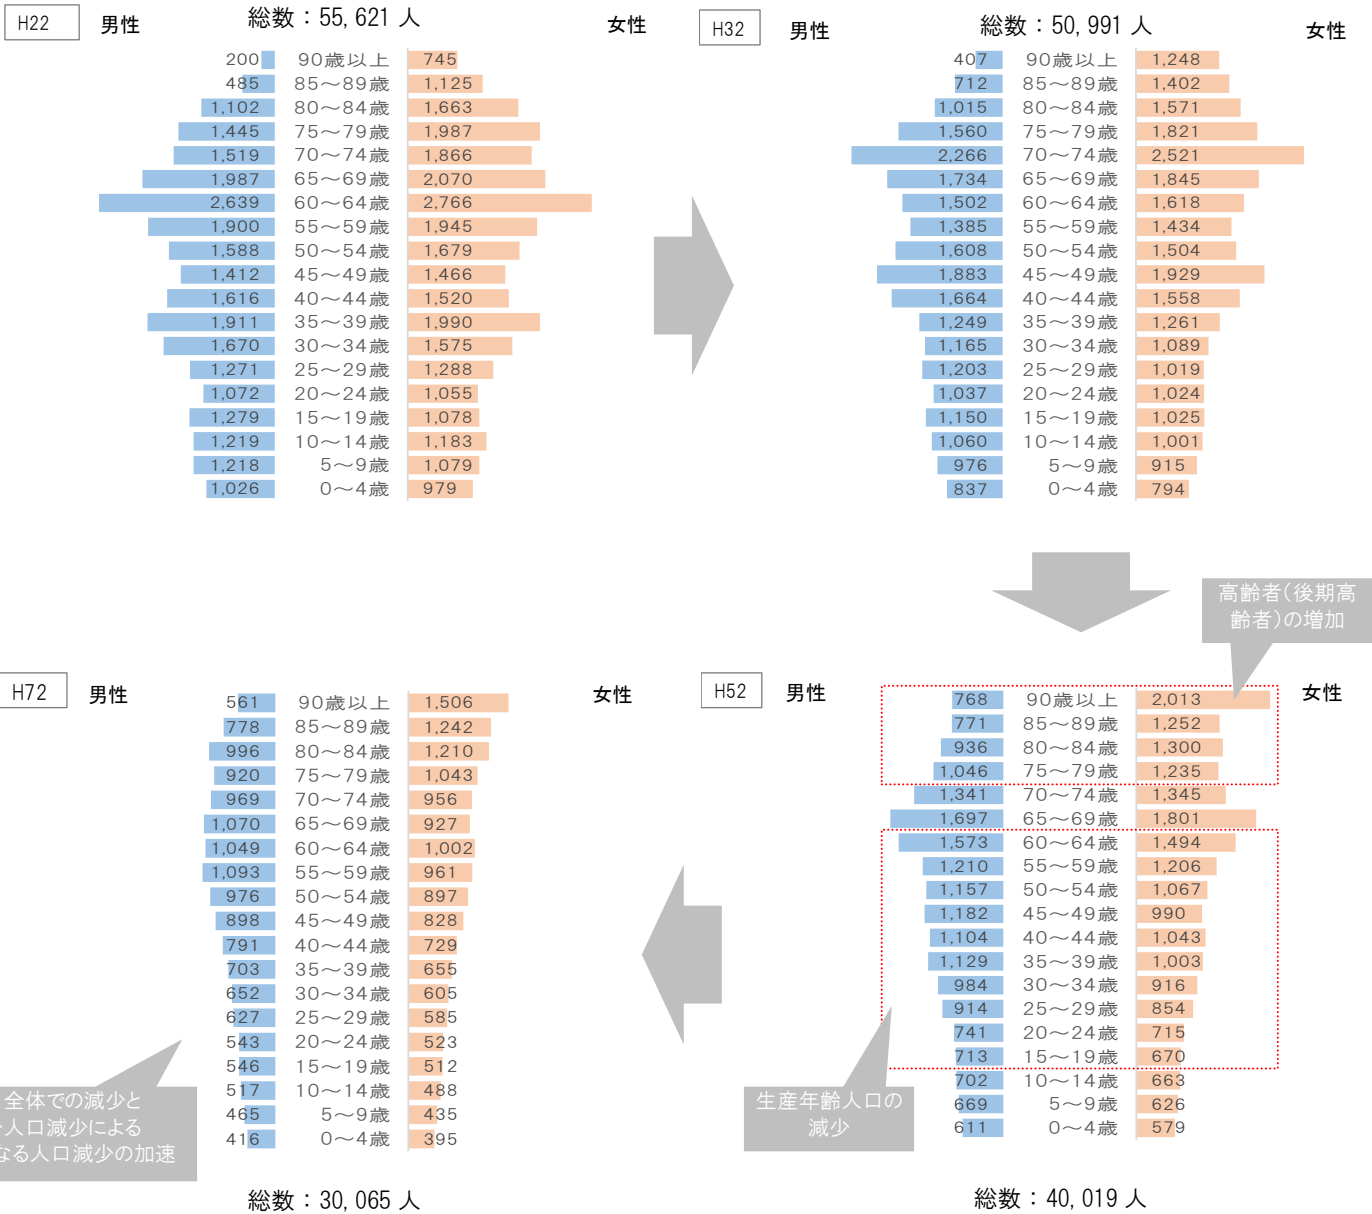 H22 男性 総数：55,621 人 女性
200 90歳以上 745
485 85～89歳 1,125
1,102 80～84歳 1,663
1,445 75～79歳 1,987
1,519 70～74歳 1,866
1,987 65～69歳 2,070
2,639 60～64歳 2,766
1,900 55～59歳 1,945
1,588 50～54歳 1,679
1,412 45～49歳 1,466
1,616 40～44歳 1,520
1,911 35～39歳 1,990
1,670 30～34歳 1,575
1,271 25～29歳 1,288
1,072 20～24歳 1,055
1,279 15～19歳 1,078
1,219 10～14歳 1,183
1,218 5～9歳 1,079
1,026 0～4歳 979
H32 男性 総数：50,991 人 女性
407 90歳以上 1,248
712 85～89歳 1,402
1,015 80～84歳 1,571
1,560 75～79歳 1,821
2,266 70～74歳 2,521
1,734 65～69歳 1,845
1,502 60～64歳 1,618
1,385 55～59歳 1,434
1,608 50～54歳 1,504
1,883 45～49歳 1,929
1,664 40～44歳 1,558
1,249 35～39歳 1,261
1,165 30～34歳 1,089
1,203 25～29歳 1,019
1,037 20～24歳 1,024
1,150 15～19歳 1,025
1,060 10～14歳 1,001
976 5～9歳 915
837 0～4歳 794
高齢者（後期高
齢者）の増加
H52 男性 女性
768 90歳以上 2,013
771 85～89歳 1,252
936 80～84歳 1,300
1,046 75～79歳 1,235
1,341 70～74歳 1,345
1,697 65～69歳 1,801
1,573 60～64歳 1,494
1,210 55～59歳 1,206
1,157 50～54歳 1,067
1,182 45～49歳 990
1,104 40～44歳 1,043
1,129 35～39歳 1,003
984 30～34歳 916
914 25～29歳 854
741 20～24歳 715
713 15～19歳 670
702 10～14歳 663
669 5～9歳 626
611 0～4歳 579
生産年齢人口の
減少
総数：40,019 人
H72 男性 女性
561 90歳以上 1,506
778 85～89歳 1,242
996 80～84歳 1,210
920 75～79歳 1,043
969 70～74歳 956
1,070 65～69歳 927
1,049 60～64歳 1,002
1,093 55～59歳 961
976 50～54歳 897
898 45～49歳 828
791 40～44歳 729
703 35～39歳 655
652 30～34歳 605
627 25～29歳 585
543 20～24歳 523
546 15～19歳 512
517 10～14歳 488
465 5～9歳 435
416 0～4歳 395
全体での減少と
人口減少による
なる人口減少の加速
総数：30,065 人